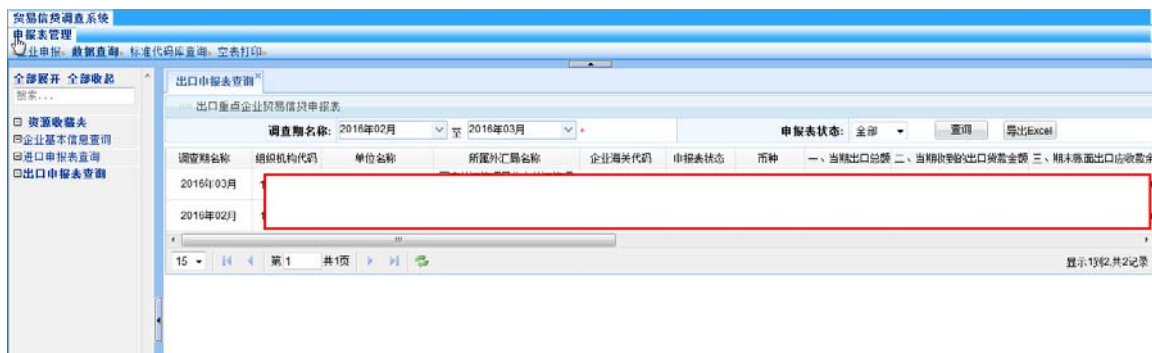 贸易信贷调查系统
申报表管理
企业申报 数据查询 标准代码库查询 空表打印
全部展开 全部收起
搜索...
资源收藏夹
企业基本信息查询
进口申报表查询
出口申报表查询
出口申报表查询
出口重点企业贸易信贷申报表
调查期名称: 2016年02月 至 2016年03月 * 申报表状态: 全部 查询 导出Excel
调查期名称 组织机构代码 单位名称 所属外汇局名称 企业海关代码 申报表状态 币种 一、当期出口总额 二、当期收到的出口货款金额 三、期末账面出口应收款余
2016年03月 1
2016年02月 1
15 第 1 共1页 显示1到2,共2记录